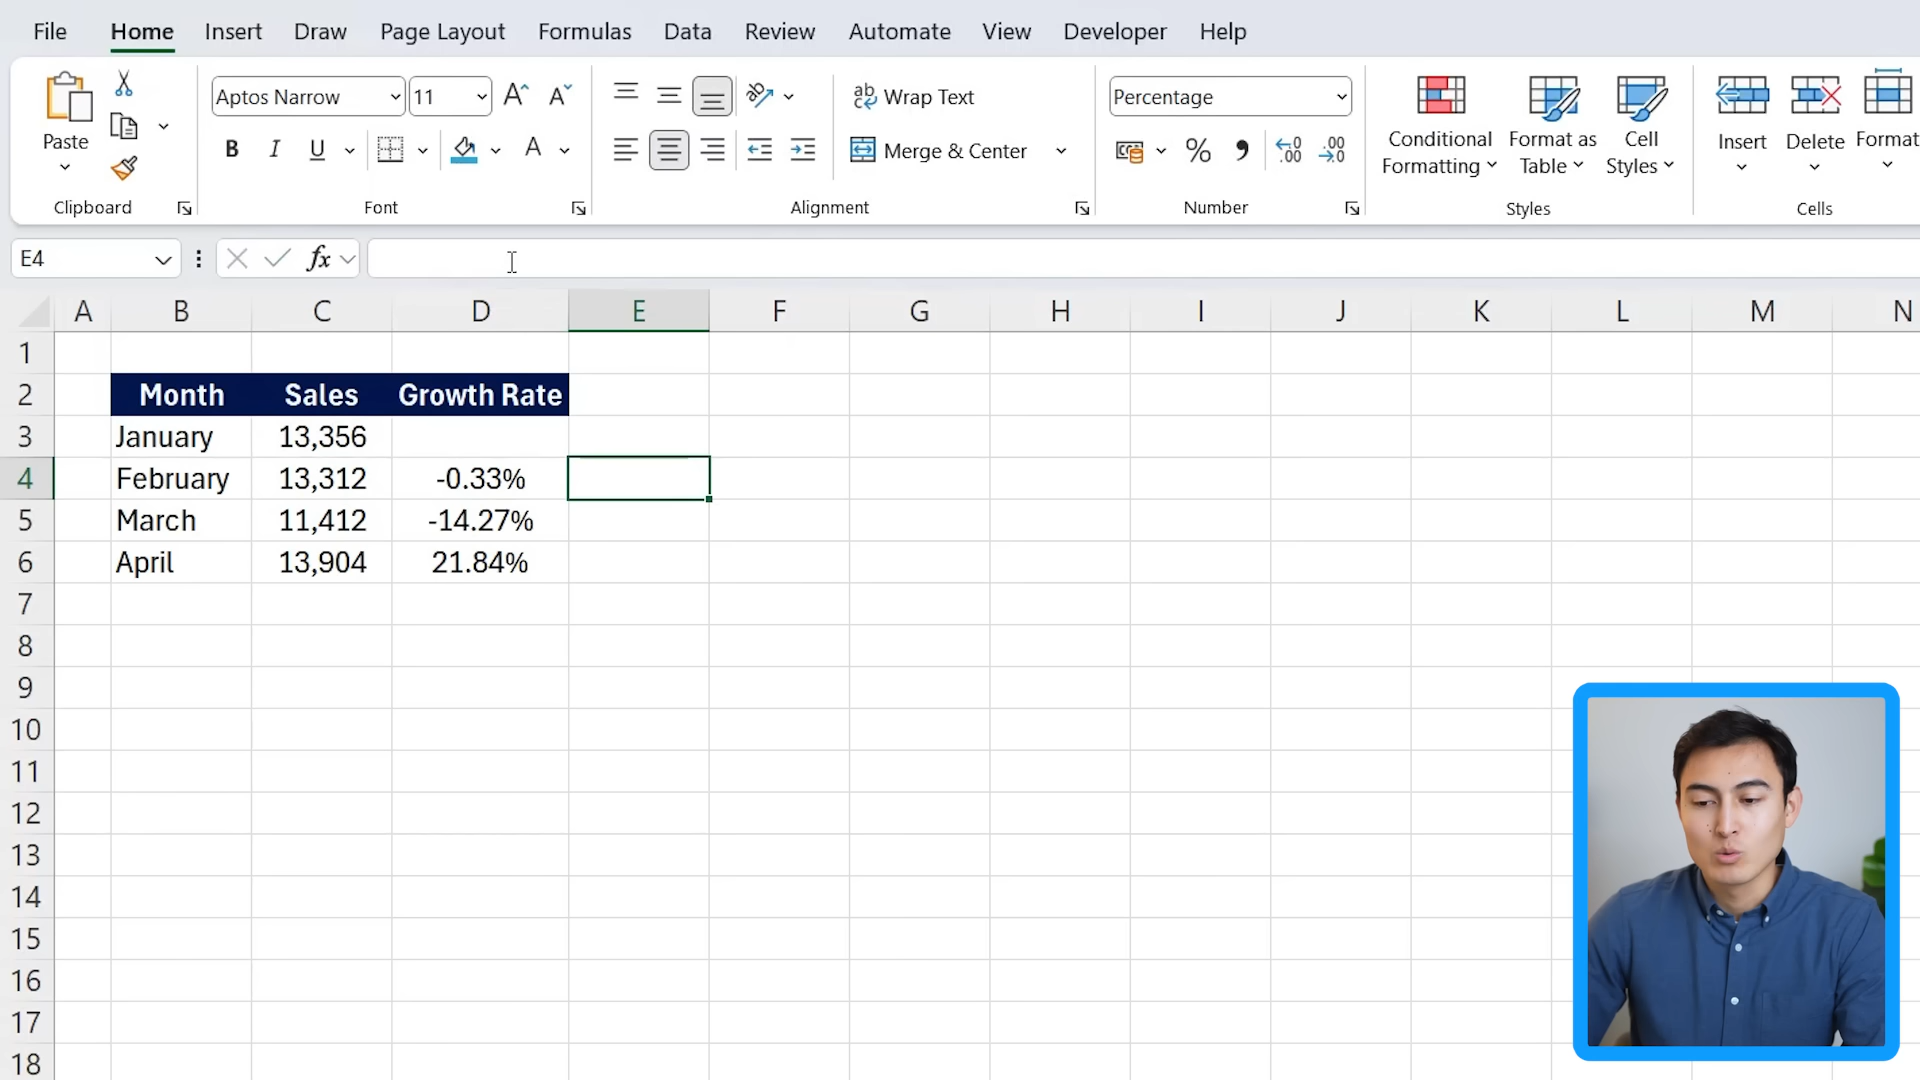 File Home Insert Draw Page Layout Formulas Data Review Automate View Developer Help
Aptos Narrow 11 Wrap Text Percentage
Paste Conditional Formatting Format as Table Cell Styles Insert Delete Format
B I U A Merge & Center % 9 .00 .0
Clipboard Font Alignment Number Styles Cells
E4 fx
A B C D E F G H I J K L M N
1
2 Month Sales Growth Rate
3 January 13,356
4 February 13,312 -0.33%
5 March 11,412 -14.27%
6 April 13,904 21.84%
7
8
9
10
11
12
13
14
15
16
17
18